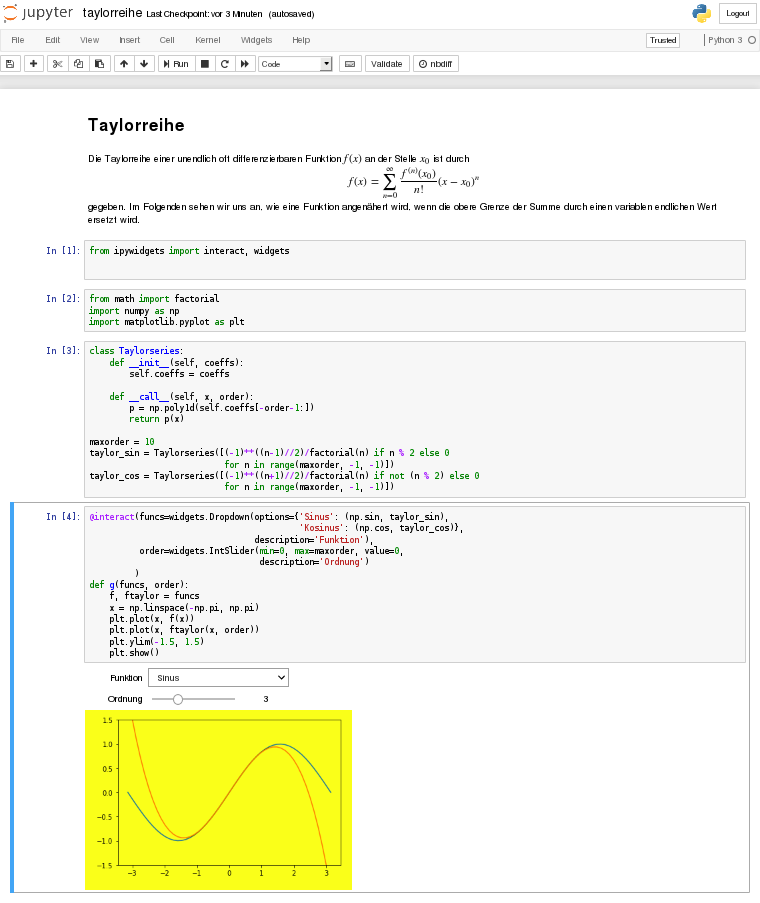 jupyter taylorreihe Last Checkpoint: vor 3 Minuten (autosaved) Logout
File Edit View Insert Cell Kernel Widgets Help Trusted Python 3
Run Code Validate nbdiff
Taylorreihe
Die Taylorreihe einer unendlich oft differenzierbaren Funktion f(x) an der Stelle x₀ ist durch
f(x) = ∑_{n=0}^{∞} f⁽ⁿ⁾(x₀)/n! (x − x₀)ⁿ
gegeben. Im Folgenden sehen wir uns an, wie eine Funktion angenähert wird, wenn die obere Grenze der Summe durch einen variablen endlichen Wert
ersetzt wird.
In [1]: from ipywidgets import interact, widgets
In [2]: from math import factorial
import numpy as np
import matplotlib.pyplot as plt
In [3]: class Taylorseries:
    def __init__(self, coeffs):
        self.coeffs = coeffs
    def __call__(self, x, order):
        p = np.poly1d(self.coeffs[-order-1:])
        return p(x)
maxorder = 10
taylor_sin = Taylorseries([(-1)**((n-1)//2)/factorial(n) if n % 2 else 0
                           for n in range(maxorder, -1, -1)])
taylor_cos = Taylorseries([(-1)**((n+1)//2)/factorial(n) if not (n % 2) else 0
                           for n in range(maxorder, -1, -1)])
In [4]: @interact(funcs=widgets.Dropdown(options={'Sinus': (np.sin, taylor_sin),
                                          'Kosinus': (np.cos, taylor_cos)},
                                 description='Funktion'),
          order=widgets.IntSlider(min=0, max=maxorder, value=0,
                                  description='Ordnung')
         )
def g(funcs, order):
    f, ftaylor = funcs
    x = np.linspace(-np.pi, np.pi)
    plt.plot(x, f(x))
    plt.plot(x, ftaylor(x, order))
    plt.ylim(-1.5, 1.5)
    plt.show()
Funktion Sinus
Ordnung 3
1.5
1.0
0.5
0.0
−0.5
−1.0
−1.5
−3 −2 −1 0 1 2 3